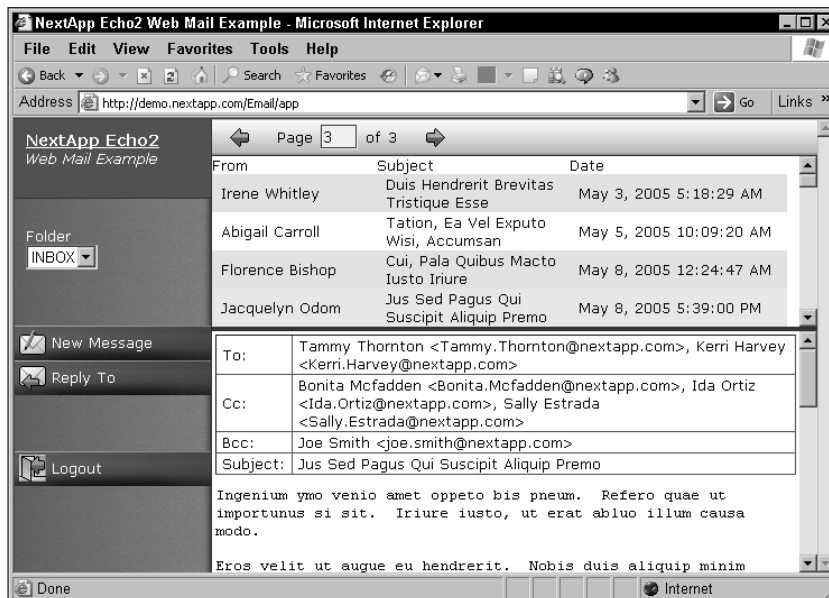 NextApp Echo2 Web Mail Example - Microsoft Internet Explorer
File Edit View Favorites Tools Help
Back Search Favorites
Address http://demo.nextapp.com/Email/app Go Links »
NextApp Echo2
Web Mail Example
Folder
INBOX
New Message
Reply To
Logout
Page 3 of 3
From Subject Date
Irene Whitley Duis Hendrerit Brevitas May 3, 2005 5:18:29 AM
Tristique Esse
Abigail Carroll Tation, Ea Vel Exputo May 5, 2005 10:09:20 AM
Wisi, Accumsan
Florence Bishop Cui, Pala Quibus Macto May 8, 2005 12:24:47 AM
Iusto Iriure
Jacquelyn Odom Jus Sed Pagus Qui May 8, 2005 5:39:00 PM
Suscipit Aliquip Premo
To: Tammy Thornton <Tammy.Thornton@nextapp.com>, Kerri Harvey
<Kerri.Harvey@nextapp.com>
Cc: Bonita Mcfadden <Bonita.Mcfadden@nextapp.com>, Ida Ortiz
<Ida.Ortiz@nextapp.com>, Sally Estrada
<Sally.Estrada@nextapp.com>
Bcc: Joe Smith <joe.smith@nextapp.com>
Subject: Jus Sed Pagus Qui Suscipit Aliquip Premo
Ingenium ymo venio amet oppeto bis pneum. Refero quae ut
importunus si sit. Iriure iusto, ut erat abluo illum causa
modo.
Eros velit ut augue eu hendrerit. Nobis duis aliquip minim
Done Internet